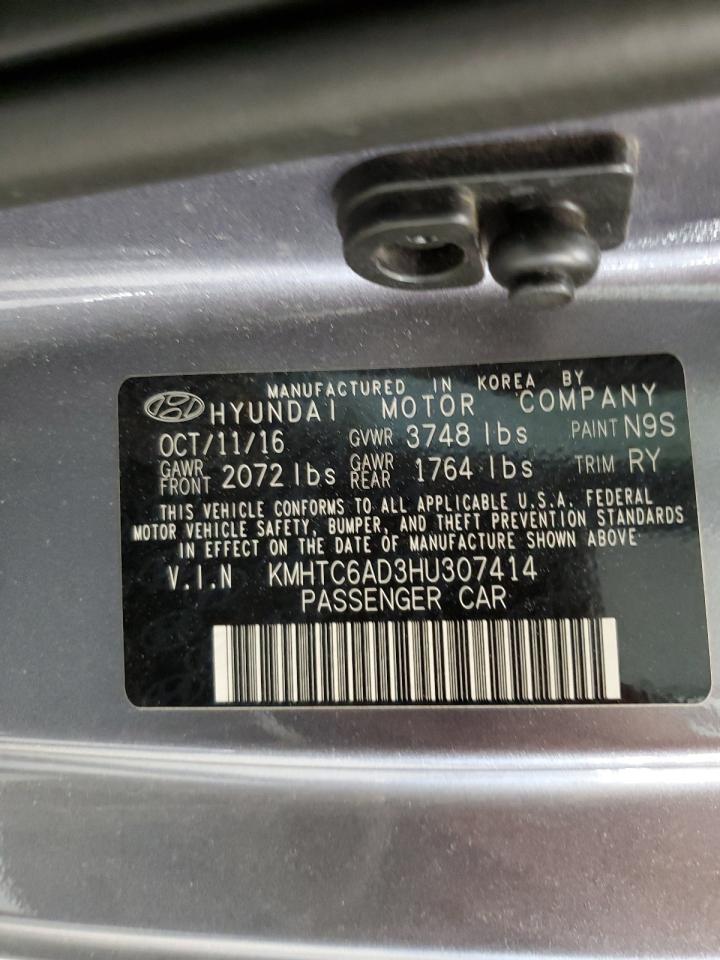 MANUFACTURED IN KOREA BY
HYUNDAI MOTOR COMPANY
OCT/11/16 GVWR 3748 lbs PAINT N9S
GAWR FRONT 2072 lbs GAWR REAR 1764 lbs TRIM RY
THIS VEHICLE CONFORMS TO ALL APPLICABLE U.S.A. FEDERAL
MOTOR VEHICLE SAFETY, BUMPER, AND THEFT PREVENTION STANDARDS
IN EFFECT ON THE DATE OF MANUFACTURE SHOWN ABOVE
V.I.N KMHTC6AD3HU307414
PASSENGER CAR